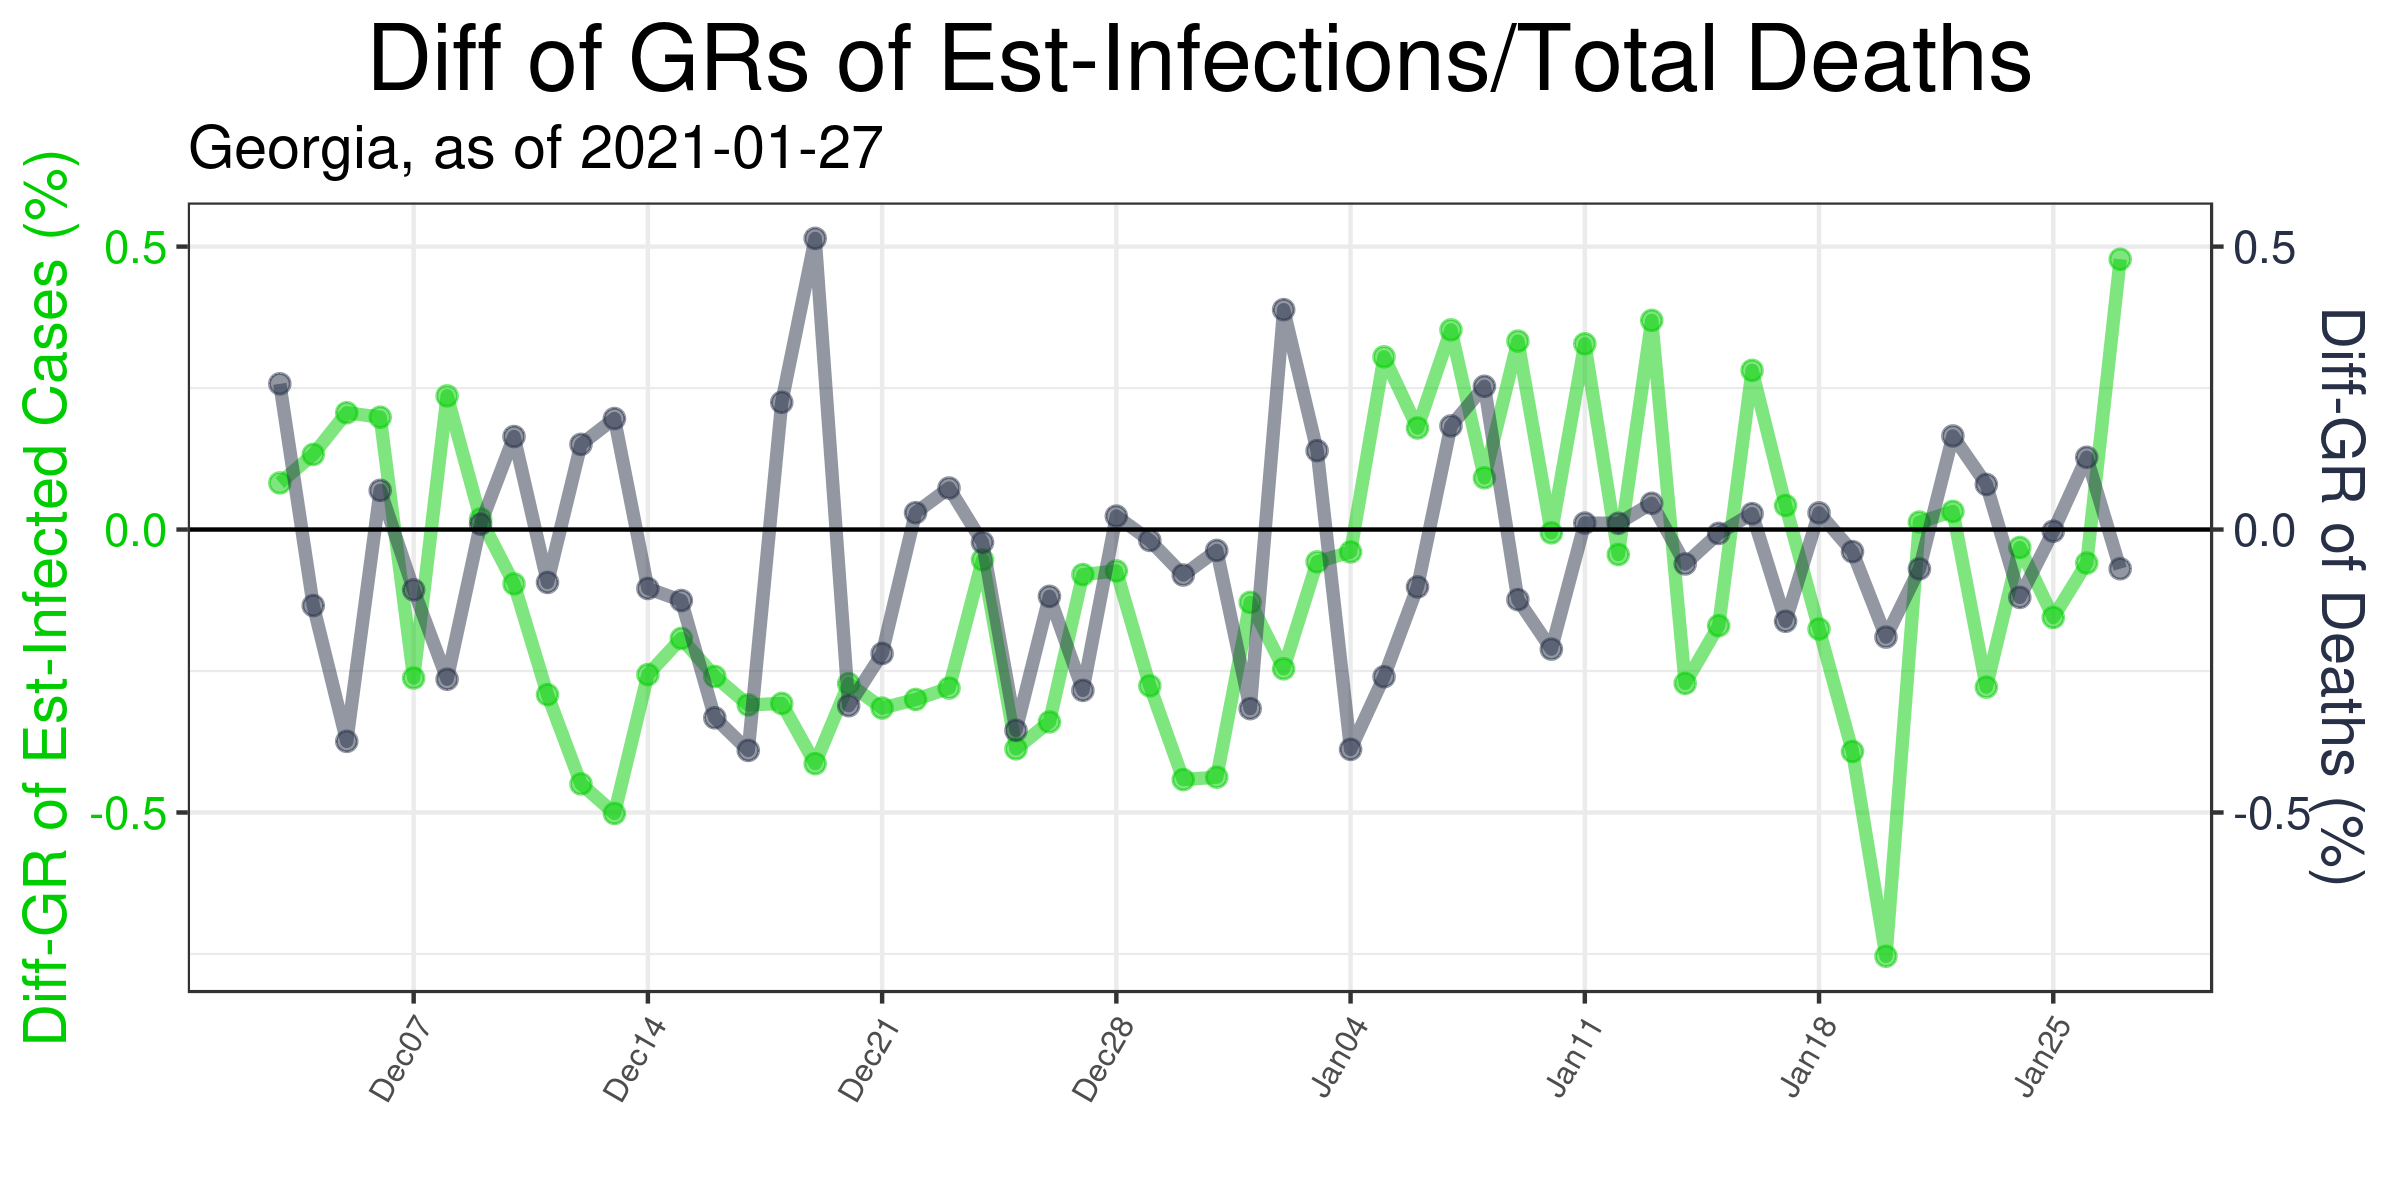 Diff of GRs of Est-Infections/Total Deaths
Georgia, as of 2021-01-27
Diff-GR of Est-Infected Cases (%)
0.5
0.0
-0.5
0.5
0.0
-0.5
Diff-GR of Deaths (%)
Dec07
Dec14
Dec21
Dec28
Jan04
Jan11
Jan18
Jan25